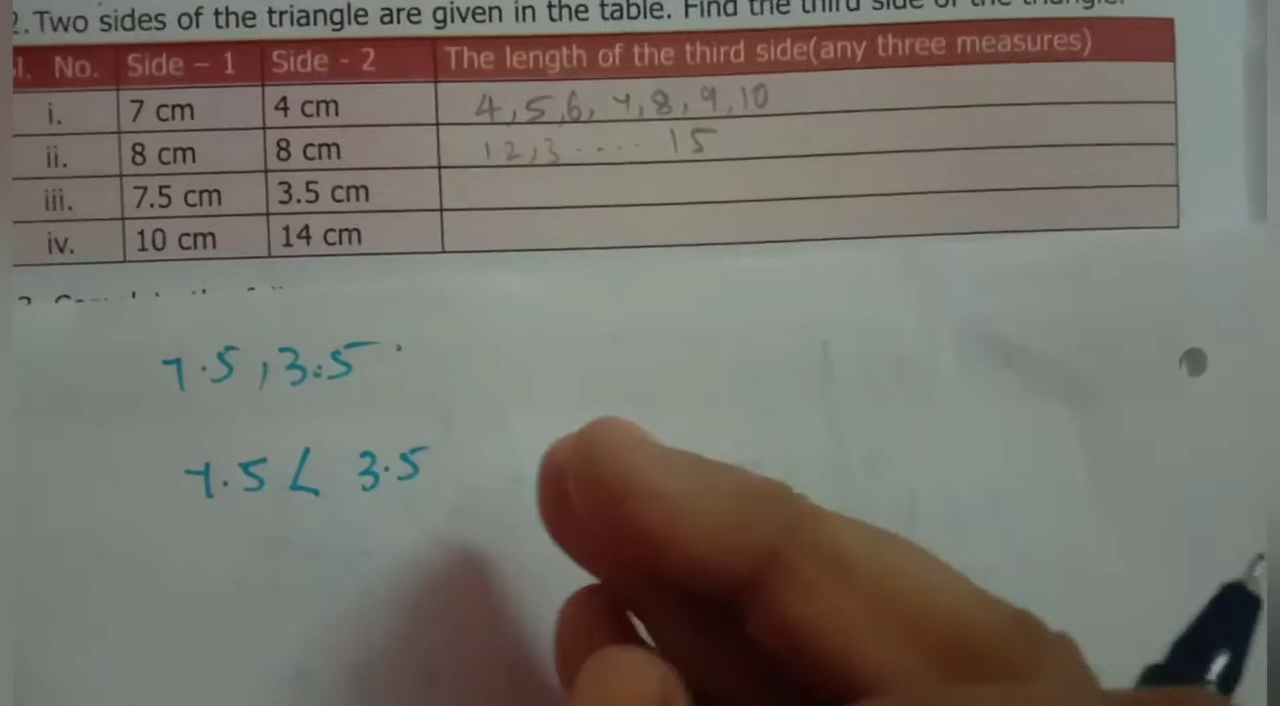 2. Two sides of the triangle are given in the table. Find the third side of the triangle.
l. No. Side – 1 Side - 2 The length of the third side(any three measures)
i. 7 cm 4 cm 4,5,6,7,8,9,10
ii. 8 cm 8 cm 1 2,3 .... 15
iii. 7.5 cm 3.5 cm
iv. 10 cm 14 cm
7.5,3.5
7.5 < 3.5